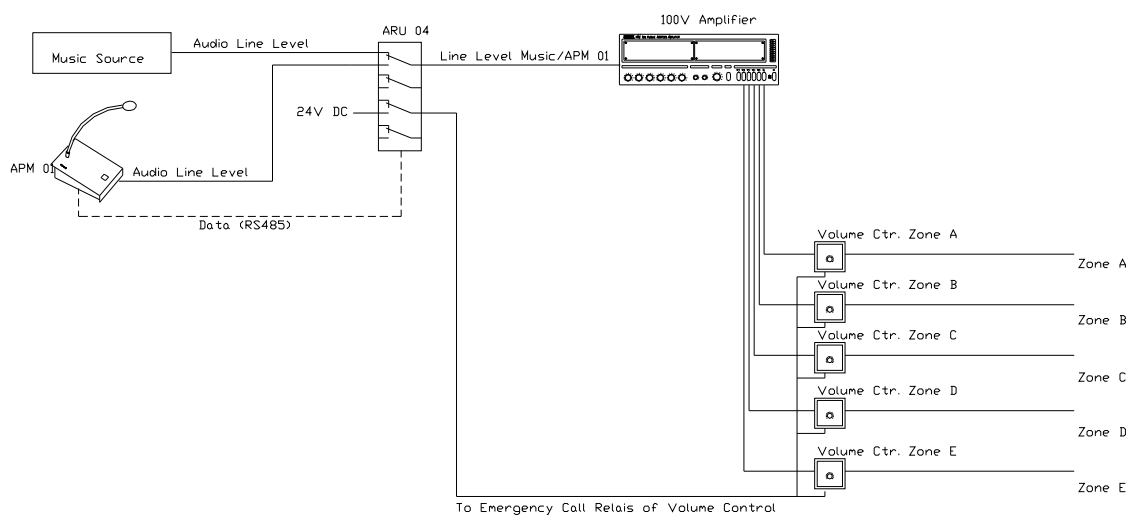 100V Amplifier
ARU 04
Audio Line Level
Music Source
Line Level Music/APM 01
24V DC
APM 01
Audio Line Level
Data (RS485)
Volume Ctr. Zone A
Zone A
Volume Ctr. Zone B
Zone B
Volume Ctr. Zone C
Zone C
Volume Ctr. Zone D
Zone D
Volume Ctr. Zone E
Zone E
To Emergency Call Relais of Volume Control